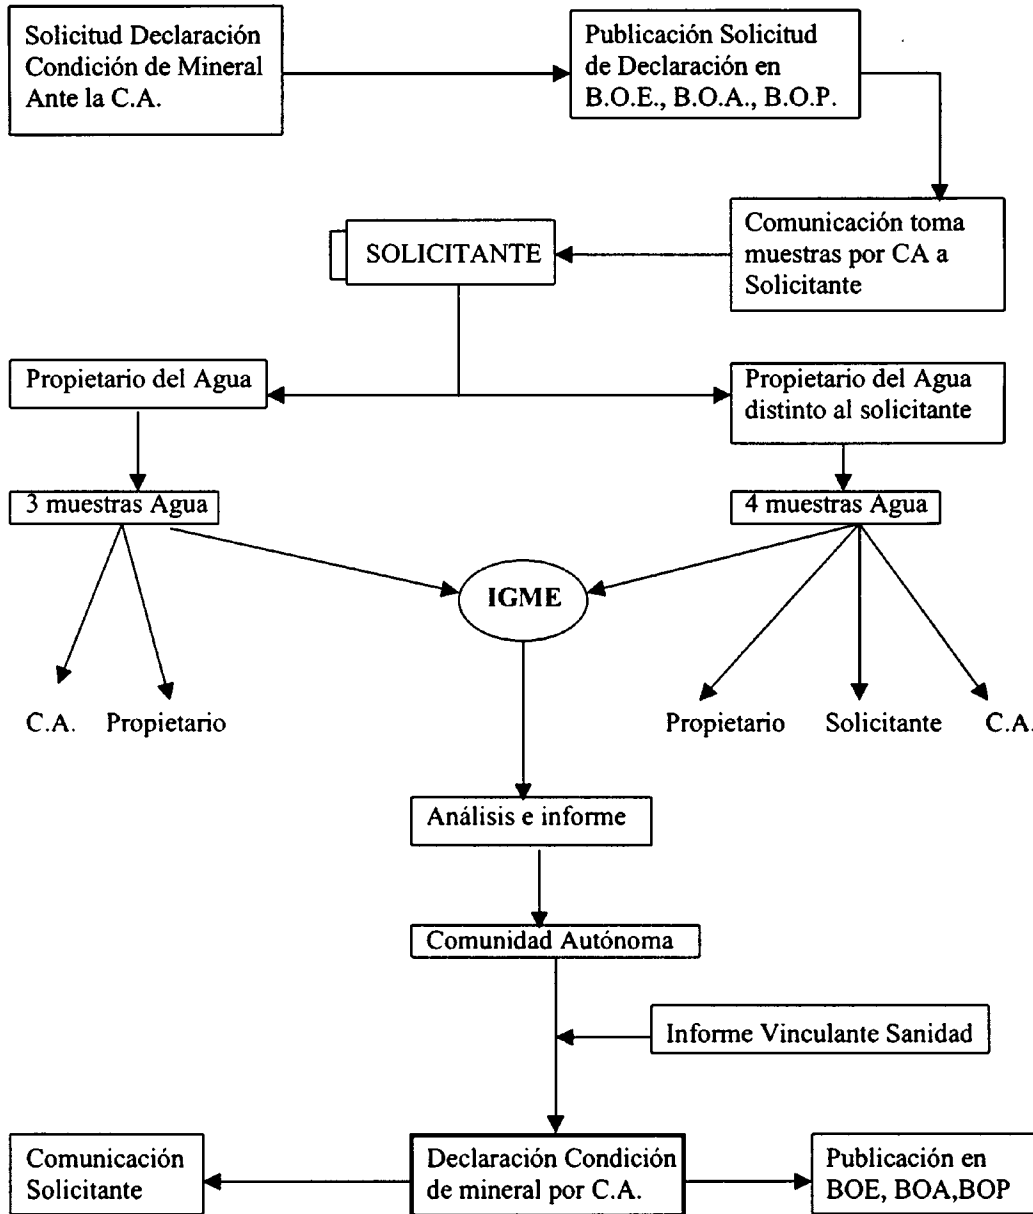 Solicitud Declaración
Condición de Mineral
Ante la C.A.
Publicación Solicitud
de Declaración en
B.O.E., B.O.A., B.O.P.
Comunicación toma
muestras por CA a
Solicitante
SOLICITANTE
Propietario del Agua
Propietario del Agua
distinto al solicitante
3 muestras Agua
4 muestras Agua
IGME
C.A.
Propietario
Propietario
Solicitante
C.A.
Análisis e informe
Comunidad Autónoma
Informe Vinculante Sanidad
Comunicación
Solicitante
Declaración Condición
de mineral por C.A.
Publicación en
BOE, BOA,BOP